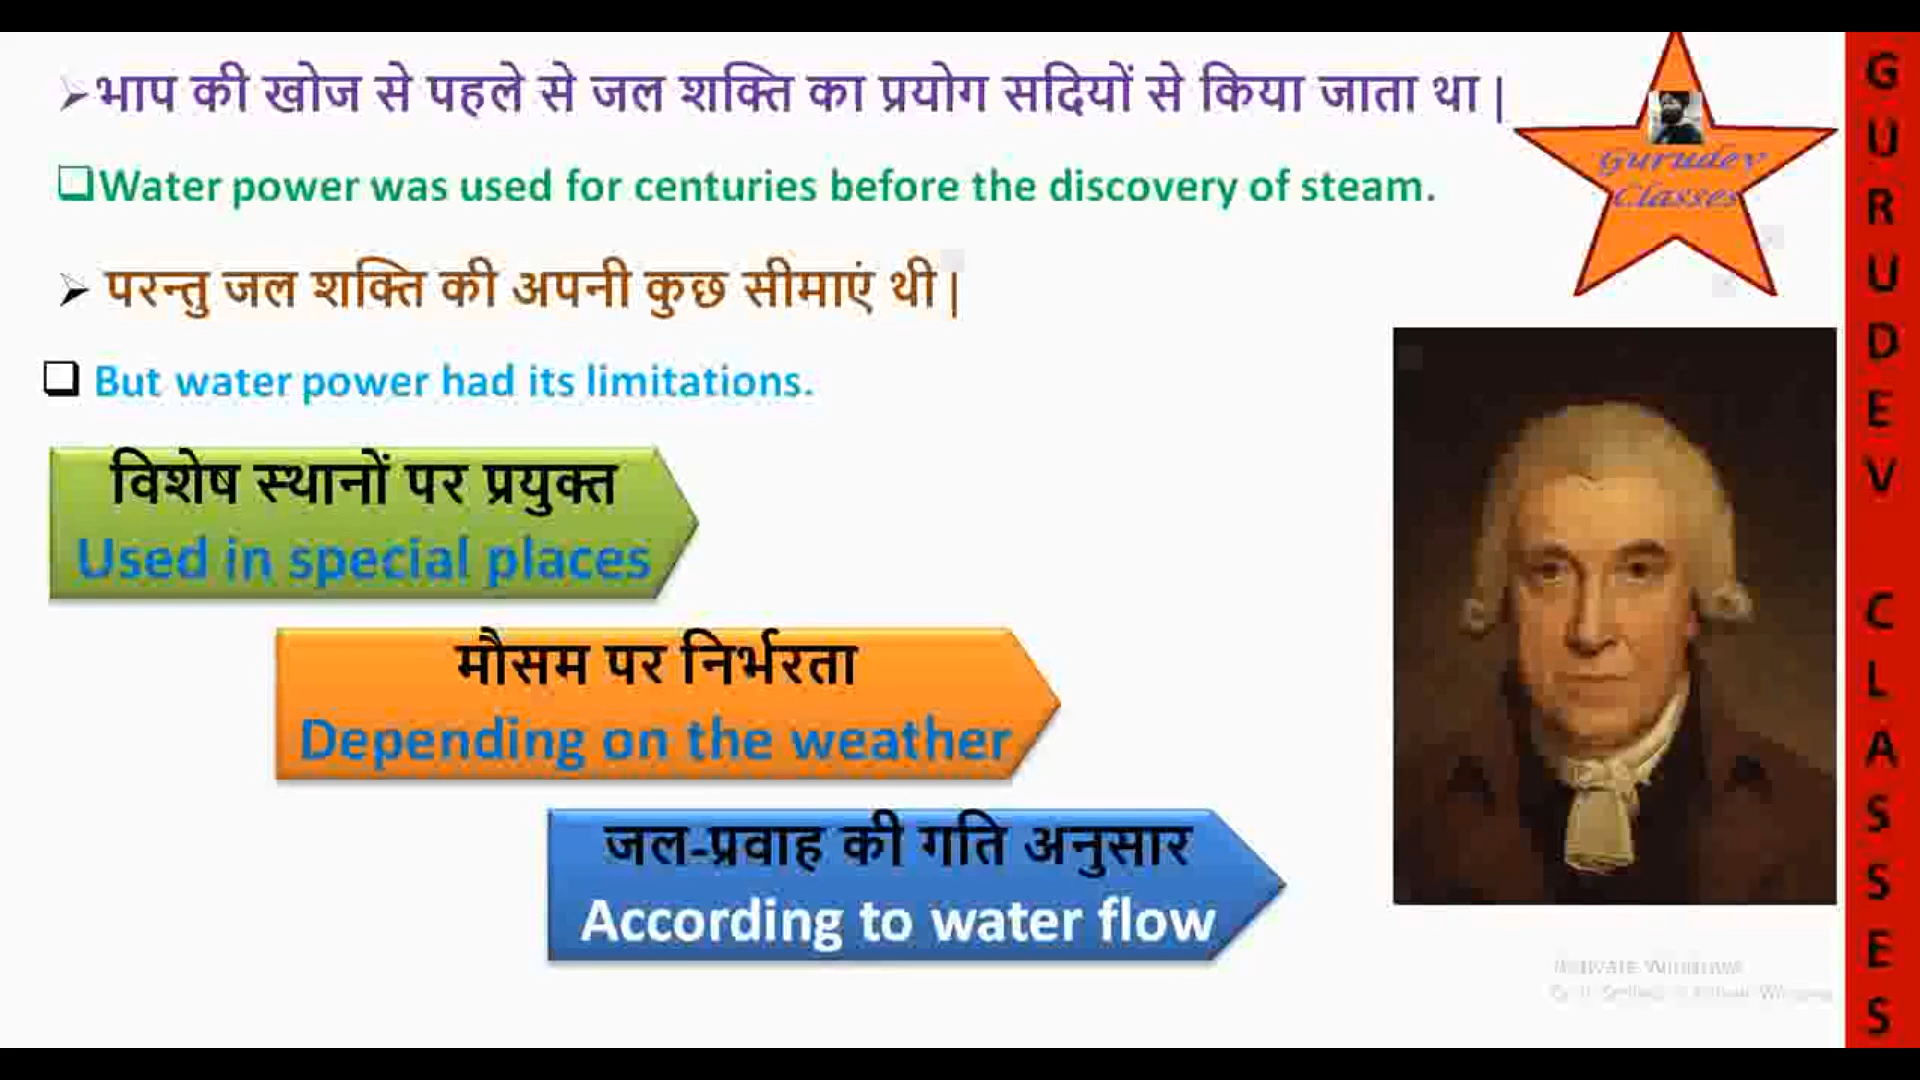 भाप की खोज से पहले से जल शक्ति का प्रयोग सदियों से किया जाता था |
Water power was used for centuries before the discovery of steam.
परन्तु जल शक्ति की अपनी कुछ सीमाएं थी |
But water power had its limitations.
विशेष स्थानों पर प्रयुक्त
Used in special places
मौसम पर निर्भरता
Depending on the weather
जल-प्रवाह की गति अनुसार
According to water flow
Gurudev
Classes
GURUDEV CLASSES
Activate Windows